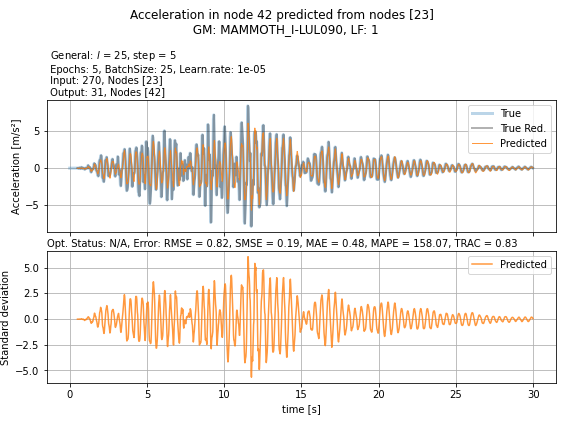 Acceleration in node 42 predicted from nodes [23]
GM: MAMMOTH_I-LUL090, LF: 1
General: l = 25, step = 5
Epochs: 5, BatchSize: 25, Learn.rate: 1e-05
Input: 270, Nodes [23]
Output: 31, Nodes [42]
Acceleration [m/s²]
5
0
−5
True
True Red.
Predicted
Opt. Status: N/A, Error: RMSE = 0.82, SMSE = 0.19, MAE = 0.48, MAPE = 158.07, TRAC = 0.83
Standard deviation
5.0
2.5
0.0
−2.5
−5.0
Predicted
0 5 10 15 20 25 30
time [s]